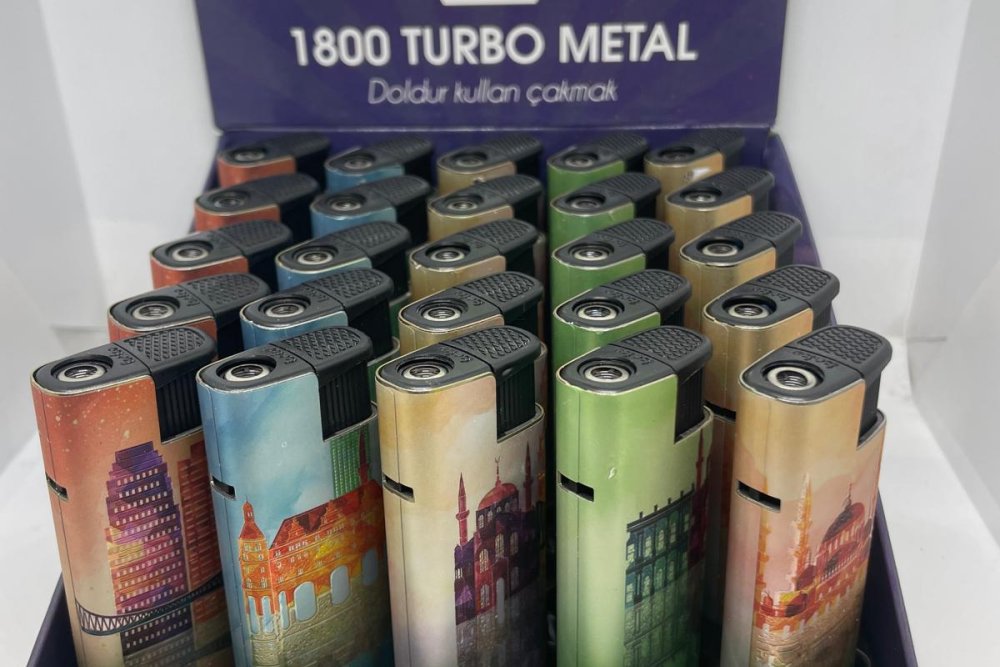 1800 TURBO METAL
Doldur kullan çakmak